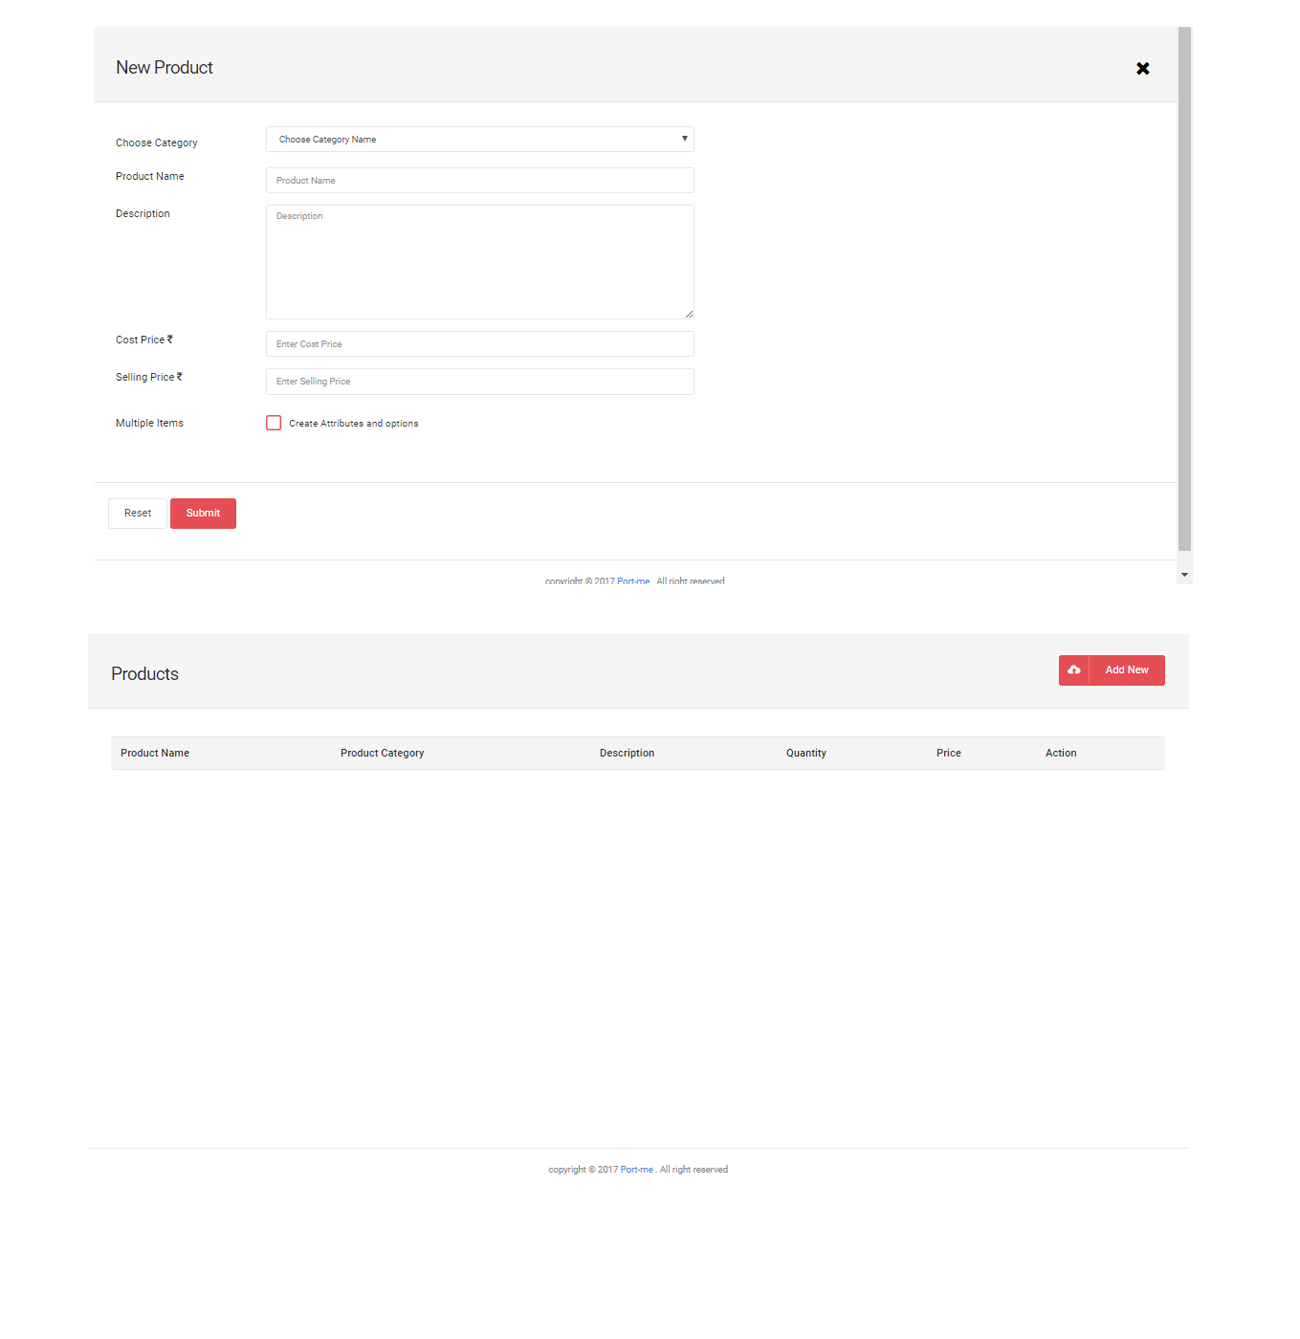 New Product
Choose Category
Choose Category Name
Product Name
Product Name
Description
Description
Cost Price ₹
Enter Cost Price
Selling Price ₹
Enter Selling Price
Multiple Items
Create Attributes and options
Reset Submit
copyright © 2017 Port-me . All right reserved
Products
Add New
Product Name Product Category Description Quantity Price Action
copyright © 2017 Port-me . All right reserved